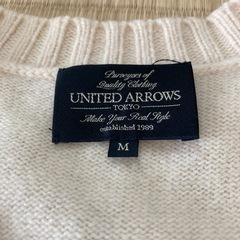 Purveyors of
Quality Clothing
UNITED ARROWS
TOKYO
Make Your Real Style
established 1989
M